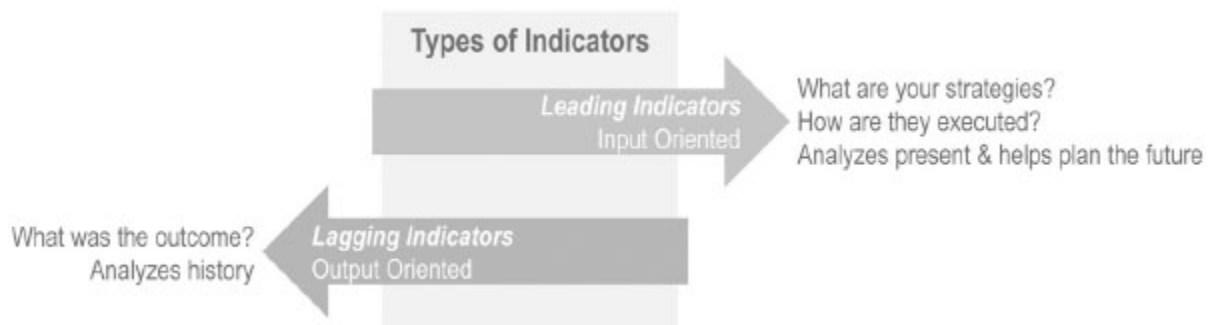 Types of Indicators
Leading Indicators
Input Oriented
What are your strategies?
How are they executed?
Analyzes present & helps plan the future
What was the outcome?
Analyzes history
Lagging Indicators
Output Oriented